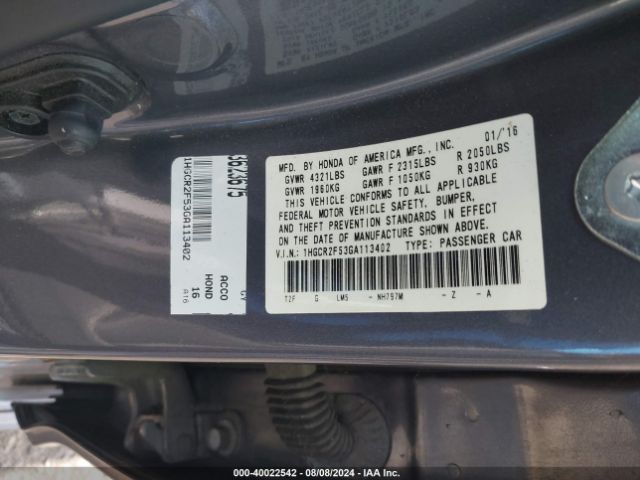 MFD. BY HONDA OF AMERICA MFG., INC. 01/'16
GVWR 4321LBS GAWR F 2315LBS R 2050LBS
GVWR 1960KG GAWR F 1050KG R 930KG
THIS VEHICLE CONFORMS TO ALL APPLICABLE
FEDERAL MOTOR VEHICLE SAFETY, BUMPER,
AND THEFT PREVENTION STANDARDS IN EFFECT
ON THE DATE OF MANUFACTURE SHOWN ABOVE.
V.I.N.: 1HGCR2F53GA113402 TYPE: PASSENGER CAR
T2F G LM5 - NH797M - Z - A
1HGCR2F53GA113402
ACCO
HOND
16
A16
000-40022542 - 08/08/2024 - IAA Inc.